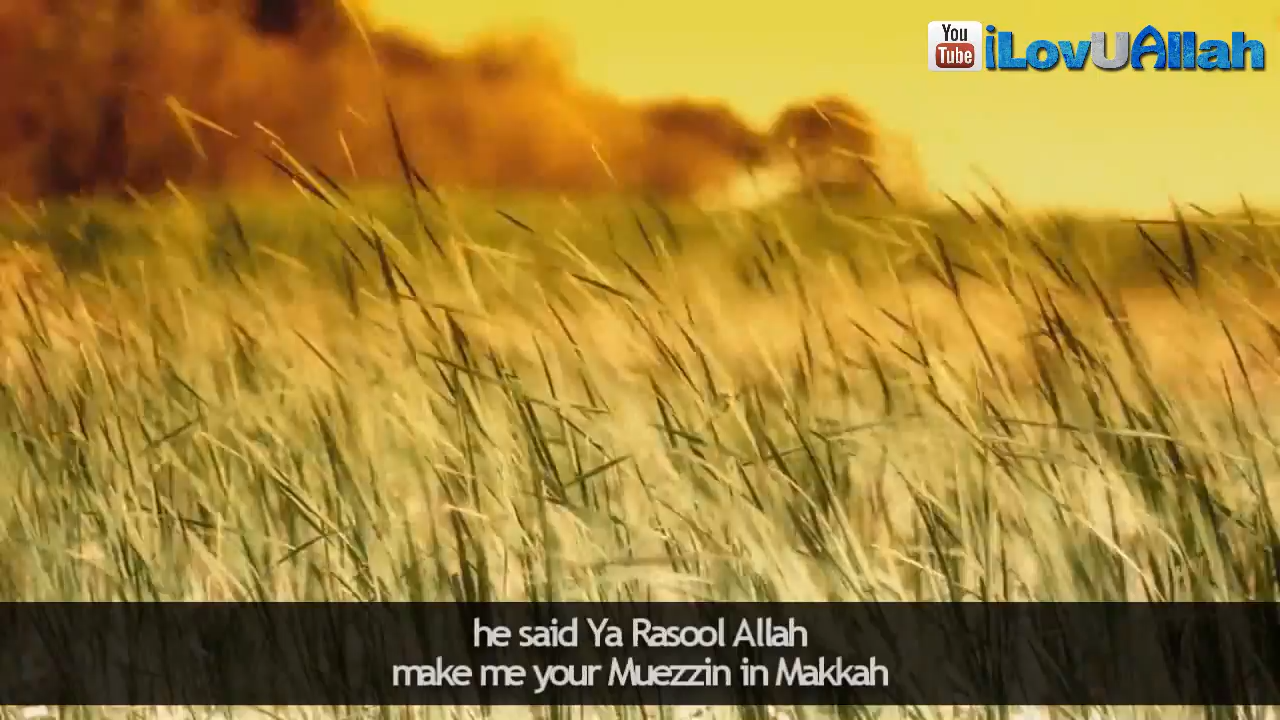 You
Tube
iLovUAllah
he said Ya Rasool Allah
make me your Muezzin in Makkah